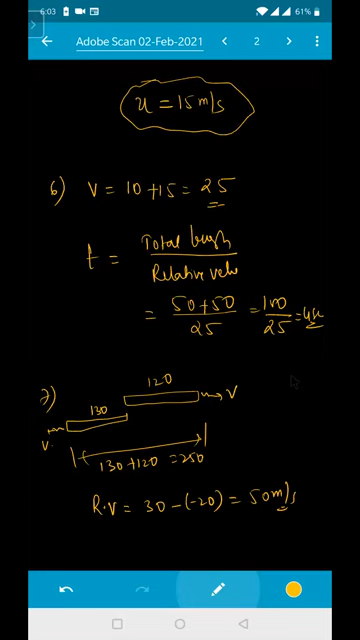 6:03
61%
Adobe Scan 02-Feb-2021
2
u = 15 m/s
6) V = 10 + 15 = 25
t = Total length / Relative velo
= 50 + 50 / 25 = 100 / 25 = 4s
7)
120
130
V
V
130 + 120 = 250
R.V = 30 - (-20) = 50 m/s